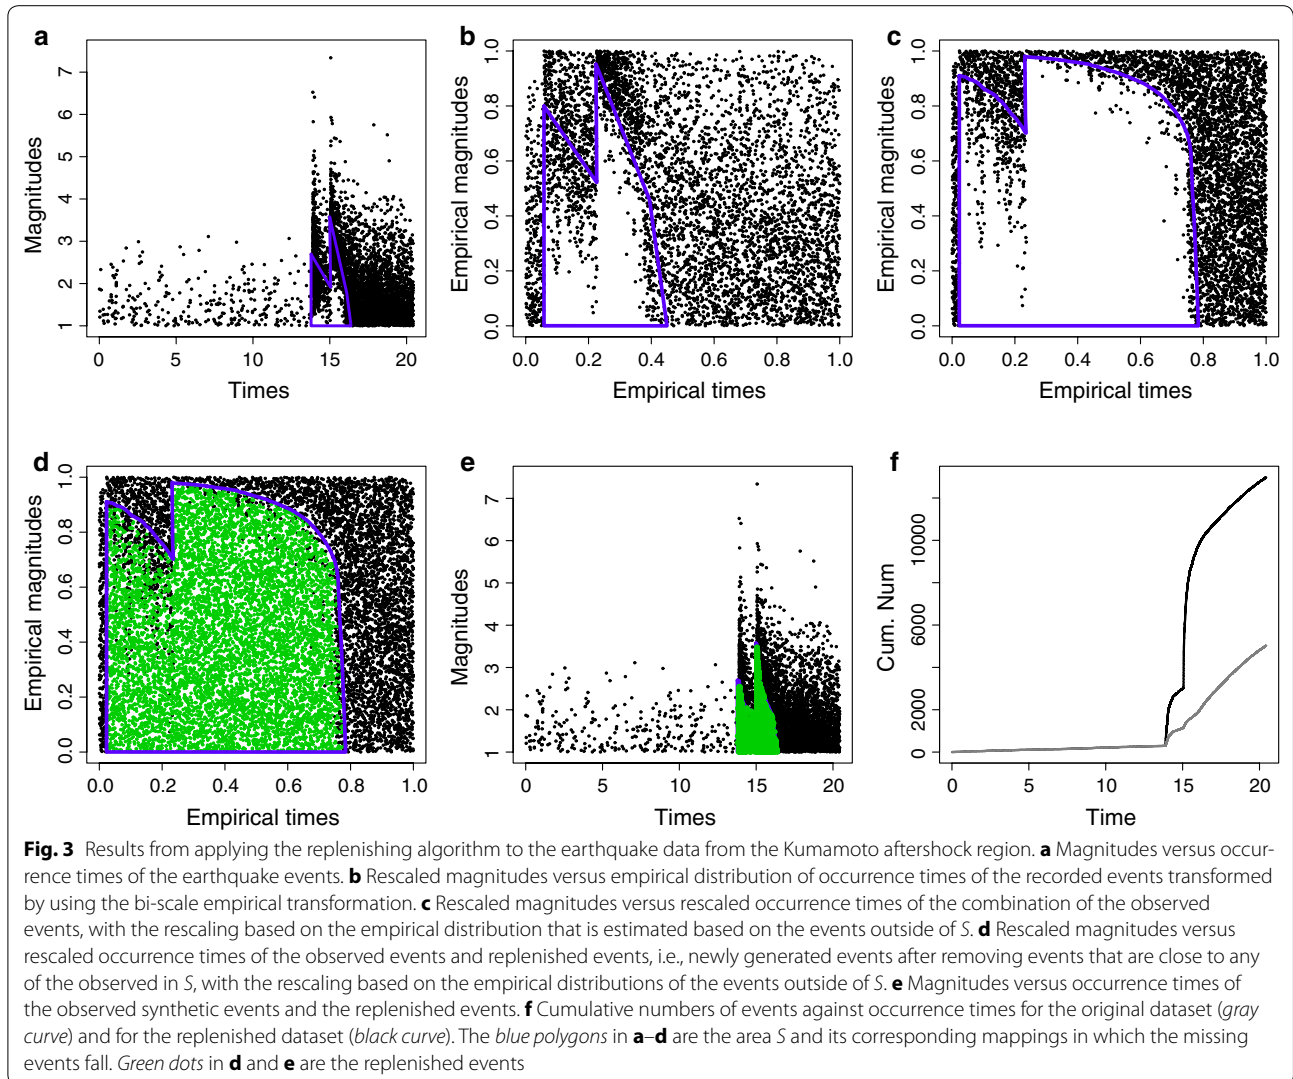 a
7
6
5
4
3
2
1
Magnitudes
0 5 10 15 20
Times
b
1.0
0.8
0.6
0.4
0.2
0.0
Empirical magnitudes
0.0 0.2 0.4 0.6 0.8 1.0
Empirical times
c
1.0
0.8
0.6
0.4
0.2
0.0
Empirical magnitudes
0.0 0.2 0.4 0.6 0.8 1.0
Empirical times
d
1.0
0.8
0.6
0.4
0.2
0.0
Empirical magnitudes
0.0 0.2 0.4 0.6 0.8 1.0
Empirical times
e
7
6
5
4
3
2
1
Magnitudes
0 5 10 15 20
Times
f
10000
6000
2000
0
Cum. Num
0 5 10 15 20
Time
Fig. 3 Results from applying the replenishing algorithm to the earthquake data from the Kumamoto aftershock region. a Magnitudes versus occur-
rence times of the earthquake events. b Rescaled magnitudes versus empirical distribution of occurrence times of the recorded events transformed
by using the bi-scale empirical transformation. c Rescaled magnitudes versus rescaled occurrence times of the combination of the observed
events, with the rescaling based on the empirical distribution that is estimated based on the events outside of S. d Rescaled magnitudes versus
rescaled occurrence times of the observed events and replenished events, i.e., newly generated events after removing events that are close to any
of the observed in S, with the rescaling based on the empirical distributions of the events outside of S. e Magnitudes versus occurrence times of
the observed synthetic events and the replenished events. f Cumulative numbers of events against occurrence times for the original dataset (gray
curve) and for the replenished dataset (black curve). The blue polygons in a–d are the area S and its corresponding mappings in which the missing
events fall. Green dots in d and e are the replenished events